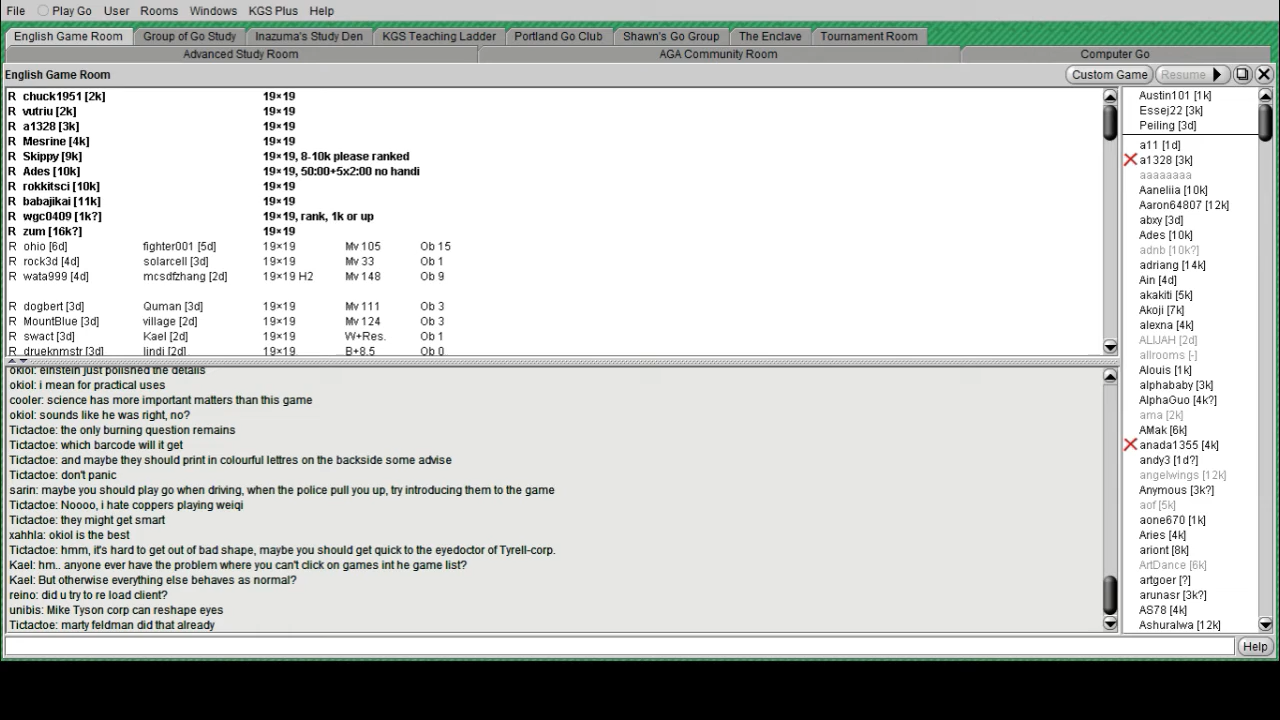 File Play Go User Rooms Windows KGS Plus Help
English Game Room Group of Go Study Inazuma's Study Den KGS Teaching Ladder Portland Go Club Shawn's Go Group The Enclave Tournament Room
Advanced Study Room AGA Community Room Computer Go
English Game Room Custom Game Resume
R chuck1951 [2k] 19×19
R vutriu [2k] 19×19
R a1328 [3k] 19×19
R Mesrine [4k] 19×19
R Skippy [9k] 19×19, 8-10k please ranked
R Ades [10k] 19×19, 50:00+5x2:00 no handi
R rokkitsci [10k] 19×19
R babajikai [11k] 19×19
R wgc0409 [1k?] 19×19, rank, 1k or up
R zum [16k?] 19×19
R ohio [6d] fighter001 [5d] 19×19 Mv 105 Ob 15
R rock3d [4d] solarcell [3d] 19×19 Mv 33 Ob 1
R wata999 [4d] mcsdfzhang [2d] 19×19 H2 Mv 148 Ob 9
R dogbert [3d] Quman [3d] 19×19 Mv 111 Ob 3
R MountBlue [3d] village [2d] 19×19 Mv 124 Ob 3
R swact [3d] Kael [2d] 19×19 W+Res. Ob 1
R drueknmstr [3d] lindi [2d] 19×19 B+8.5 Ob 0
okiol: einstein just polished the details
okiol: i mean for practical uses
cooler: science has more important matters than this game
okiol: sounds like he was right, no?
Tictactoe: the only burning question remains
Tictactoe: which barcode will it get
Tictactoe: and maybe they should print in colourful lettres on the backside some advise
Tictactoe: don't panic
sarin: maybe you should play go when driving, when the police pull you up, try introducing them to the game
Tictactoe: Noooo, i hate coppers playing weiqi
Tictactoe: they might get smart
xahhla: okiol is the best
Tictactoe: hmm, it's hard to get out of bad shape, maybe you should get quick to the eyedoctor of Tyrell-corp.
Kael: hm.. anyone ever have the problem where you can't click on games int he game list?
Kael: But otherwise everything else behaves as normal?
reino: did u try to re load client?
unibis: Mike Tyson corp can reshape eyes
Tictactoe: marty feldman did that already
Austin101 [1k]
Essej22 [3k]
Peiling [3d]
a11 [1d]
a1328 [3k]
aaaaaaaa
Aaneliia [10k]
Aaron64807 [12k]
abxy [3d]
Ades [10k]
adnb [10k?]
adriang [14k]
Ain [4d]
akakiti [5k]
Akoji [7k]
alexna [4k]
ALIJAH [2d]
allrooms [-]
Alouis [1k]
alphababy [3k]
AlphaGuo [4k?]
ama [2k]
AMak [6k]
anada1355 [4k]
andy3 [1d?]
angelwings [12k]
Anymous [3k?]
aof [5k]
aone670 [1k]
Aries [4k]
ariont [8k]
ArtDance [6k]
artgoer [?]
arunasr [3k?]
AS78 [4k]
Ashuralwa [12k]
Help